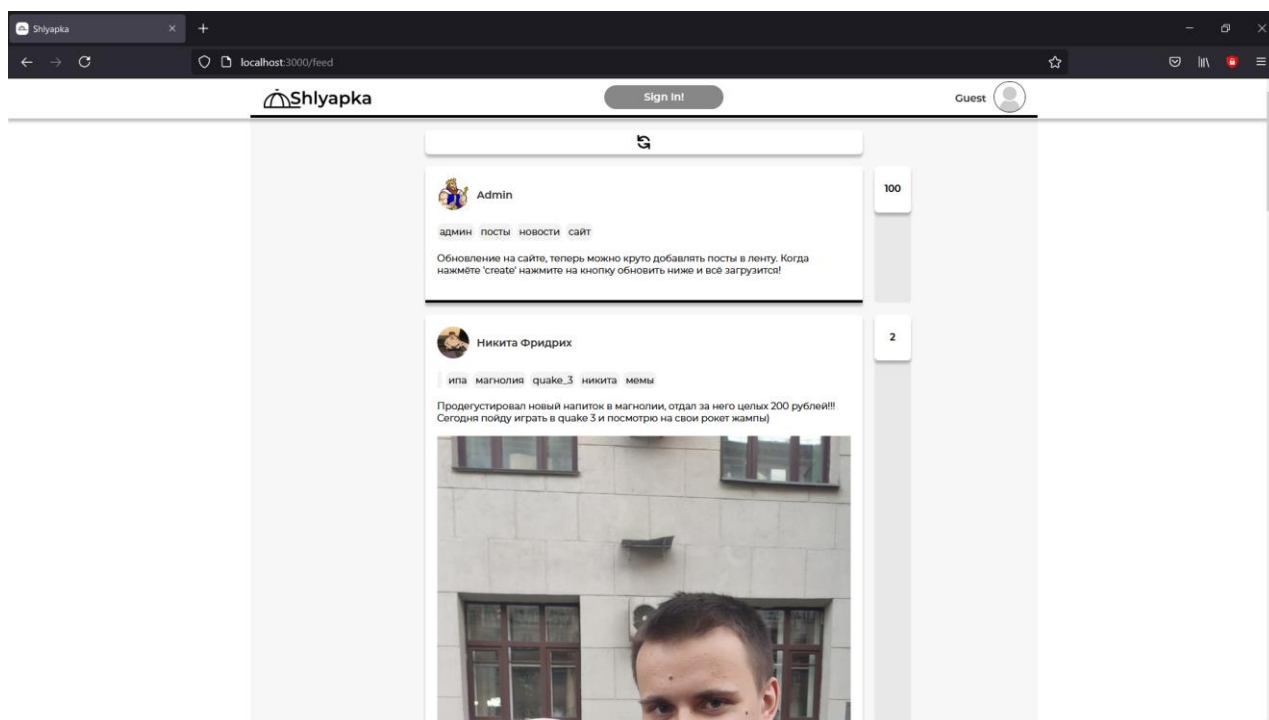 Shlyapka
localhost:3000/feed
Shlyapka
Sign In!
Guest
Admin
100
админ посты новости сайт
Обновление на сайте, теперь можно круто добавлять посты в ленту. Когда
нажмёте 'create' нажмите на кнопку обновить ниже и всё загрузится!
Никита Фридрих
2
ипа магнолия quake_3 никита мемы
Продегустировал новый напиток в магнолии, отдал за него целых 200 рублей!!!
Сегодня пойду играть в quake 3 и посмотрю на свои рокет жампы)